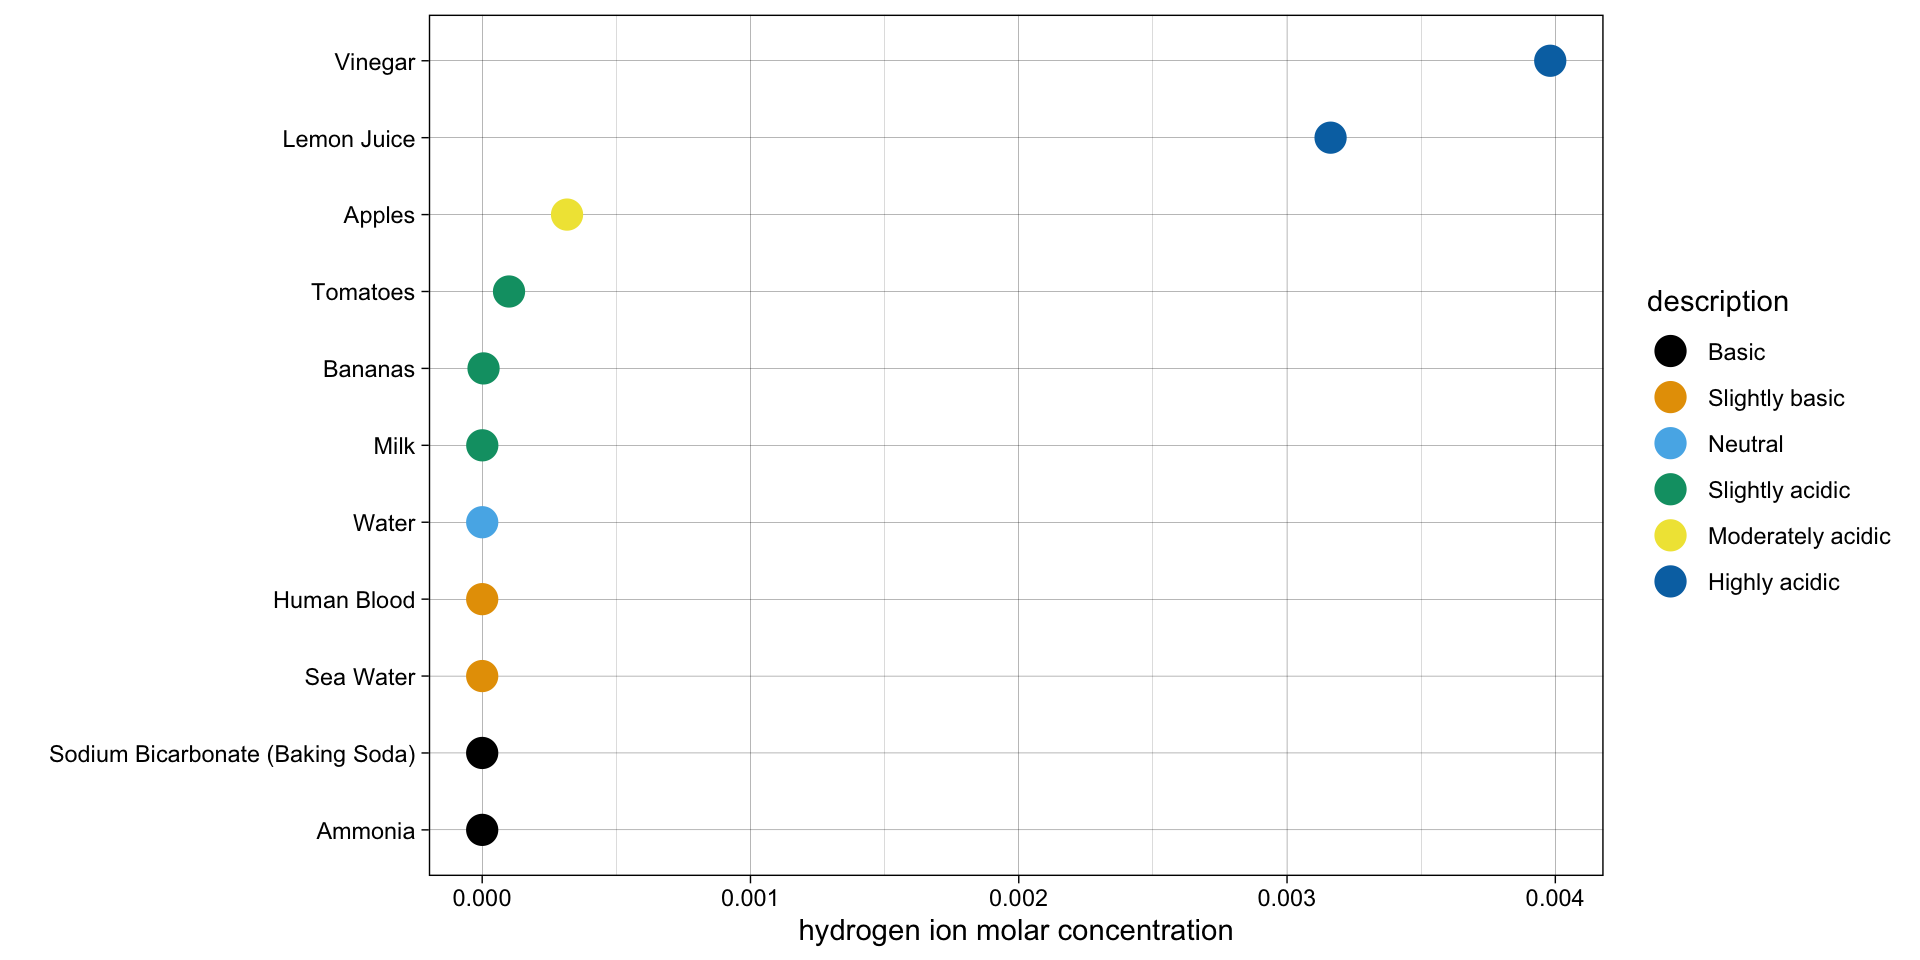 Vinegar
Lemon Juice
Apples
Tomatoes
Bananas
Milk
Water
Human Blood
Sea Water
Sodium Bicarbonate (Baking Soda)
Ammonia
0.000 0.001 0.002 0.003 0.004
hydrogen ion molar concentration
description
Basic
Slightly basic
Neutral
Slightly acidic
Moderately acidic
Highly acidic